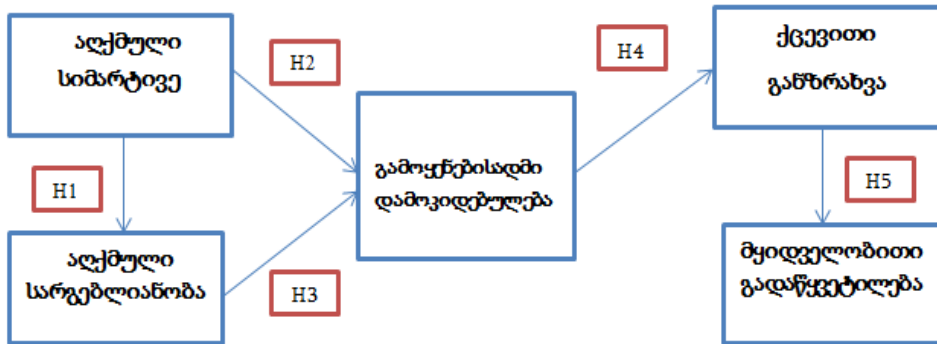 აღქმული
სიმარტივე
H2
H4
ქცევითი
განზრახვა
გამოყენებისადმი
დამოკიდებულება
H1
H5
აღქმული
სარგებლიანობა
H3
მყიდველობითი
გადაწყვეტილება